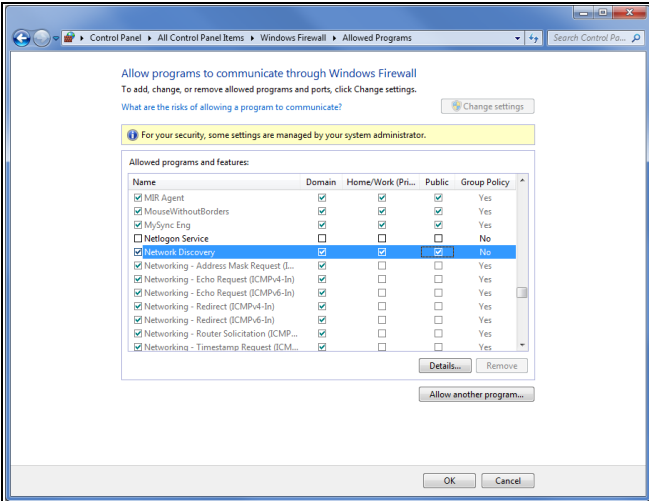 Control Panel ▸ All Control Panel Items ▸ Windows Firewall ▸ Allowed Programs
Search Control Pa...
Allow programs to communicate through Windows Firewall
To add, change, or remove allowed programs and ports, click Change settings.
What are the risks of allowing a program to communicate?
Change settings
For your security, some settings are managed by your system administrator.
Allowed programs and features:
Name Domain Home/Work (Pri... Public Group Policy
MIR Agent Yes
MouseWithoutBorders Yes
MySync Eng Yes
Netlogon Service No
Network Discovery No
Networking - Address Mask Request (I... Yes
Networking - Echo Request (ICMPv4-In) Yes
Networking - Echo Request (ICMPv6-In) Yes
Networking - Redirect (ICMPv4-In) Yes
Networking - Redirect (ICMPv6-In) Yes
Networking - Router Solicitation (ICMP... Yes
Networking - Timestamp Request (ICM... Yes
Details... Remove
Allow another program...
OK Cancel